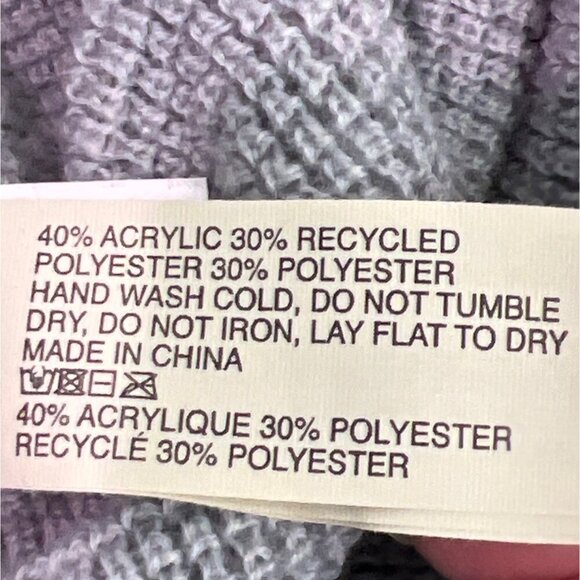 40% ACRYLIC 30% RECYCLED
POLYESTER 30% POLYESTER
HAND WASH COLD, DO NOT TUMBLE
DRY, DO NOT IRON, LAY FLAT TO DRY
MADE IN CHINA
40% ACRYLIQUE 30% POLYESTER
RECYCLÉ 30% POLYESTER